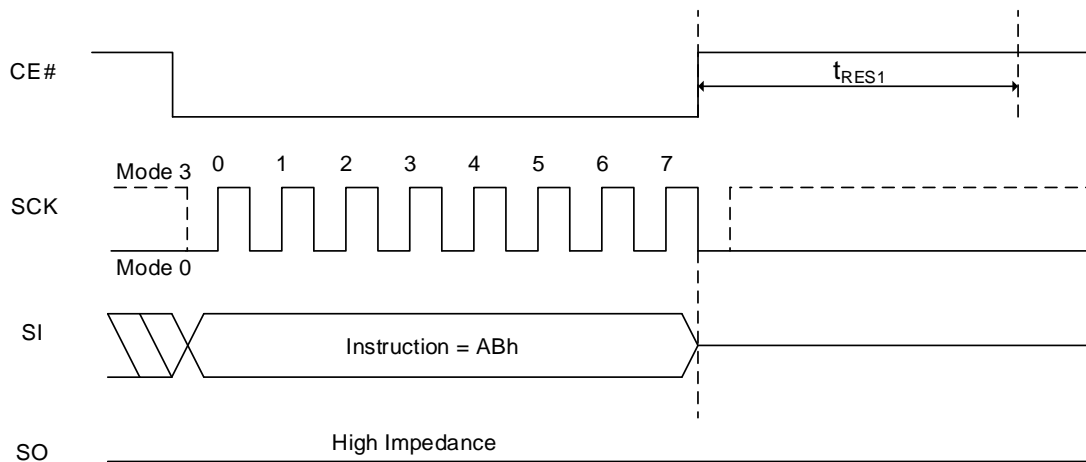 CE#
tRES1
Mode 3
0 1 2 3 4 5 6 7
SCK
Mode 0
SI
Instruction = ABh
SO
High Impedance